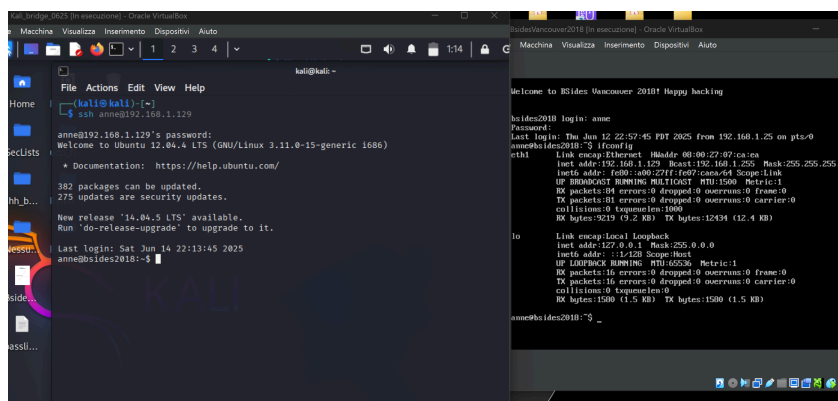 Kali_bridge_0625 [In esecuzione] - Oracle VirtualBox
Macchina Visualizza Inserimento Dispositivi Aiuto
1 2 3 4
1:14
kali@kali: ~
File Actions Edit View Help
Home
SecLists
hh_b...
Nessu...
Bside...
passli...
(kali㉿kali)-[~]
$ ssh anne@192.168.1.129
anne@192.168.1.129's password:
Welcome to Ubuntu 12.04.4 LTS (GNU/Linux 3.11.0-15-generic i686)
* Documentation: https://help.ubuntu.com/
382 packages can be updated.
275 updates are security updates.
New release '14.04.5 LTS' available.
Run 'do-release-upgrade' to upgrade to it.
Last login: Sat Jun 14 22:13:45 2025
anne@bsides2018:~$
KALI
BsidesVancouver2018 [In esecuzione] - Oracle VirtualBox
Macchina Visualizza Inserimento Dispositivi Aiuto
Welcome to BSides Vancouver 2018! Happy hacking
bsides2018 login: anne
Password:
Last login: Thu Jun 12 22:57:45 PDT 2025 from 192.168.1.25 on pts/0
anne@bsides2018:~$ ifconfig
eth1 Link encap:Ethernet HWaddr 08:00:27:07:ca:ea
inet addr:192.168.1.129 Bcast:192.168.1.255 Mask:255.255.255
inet6 addr: fe80::a00:27ff:fe07:caea/64 Scope:Link
UP BROADCAST RUNNING MULTICAST MTU:1500 Metric:1
RX packets:84 errors:0 dropped:0 overruns:0 frame:0
TX packets:81 errors:0 dropped:0 overruns:0 carrier:0
collisions:0 txqueuelen:1000
RX bytes:9219 (9.2 KB) TX bytes:12434 (12.4 KB)
lo Link encap:Local Loopback
inet addr:127.0.0.1 Mask:255.0.0.0
inet6 addr: ::1/128 Scope:Host
UP LOOPBACK RUNNING MTU:65536 Metric:1
RX packets:16 errors:0 dropped:0 overruns:0 frame:0
TX packets:16 errors:0 dropped:0 overruns:0 carrier:0
collisions:0 txqueuelen:0
RX bytes:1580 (1.5 KB) TX bytes:1580 (1.5 KB)
anne@bsides2018:~$ _